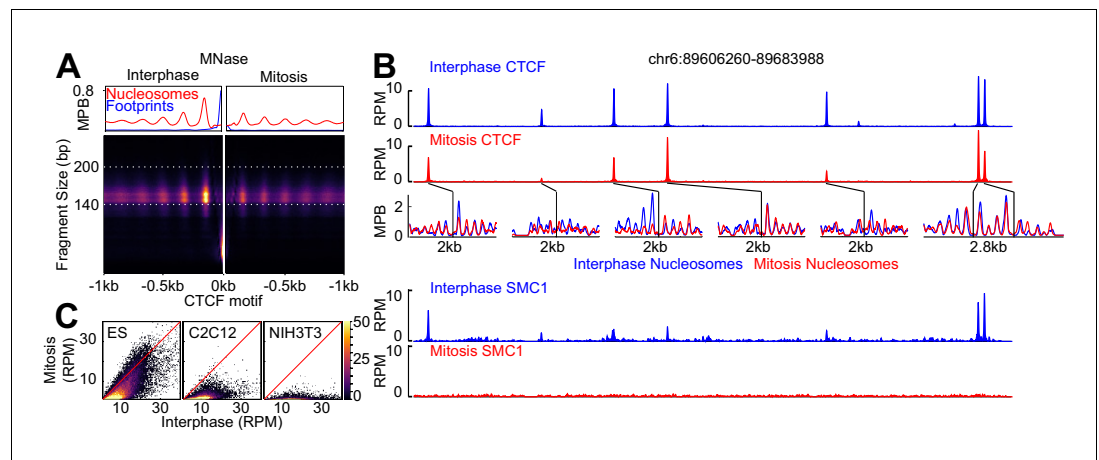 A
MNase
Interphase
Mitosis
0.8
MPB
0
Nucleosomes
Footprints
Fragment Size (bp)
200
140
-1kb -0.5kb 0kb -0.5kb -1kb
CTCF motif
B
chr6:89606260-89683988
Interphase CTCF
RPM
10
0
Mitosis CTCF
RPM
10
0
MPB
2
0
2kb 2kb 2kb 2kb 2kb 2.8kb
Interphase Nucleosomes Mitosis Nucleosomes
Interphase SMC1
RPM
10
0
Mitosis SMC1
RPM
10
0
C
Mitosis
(RPM)
30
10
ES C2C12 NIH3T3
50
25
0
10 30 10 30 10 30
Interphase (RPM)